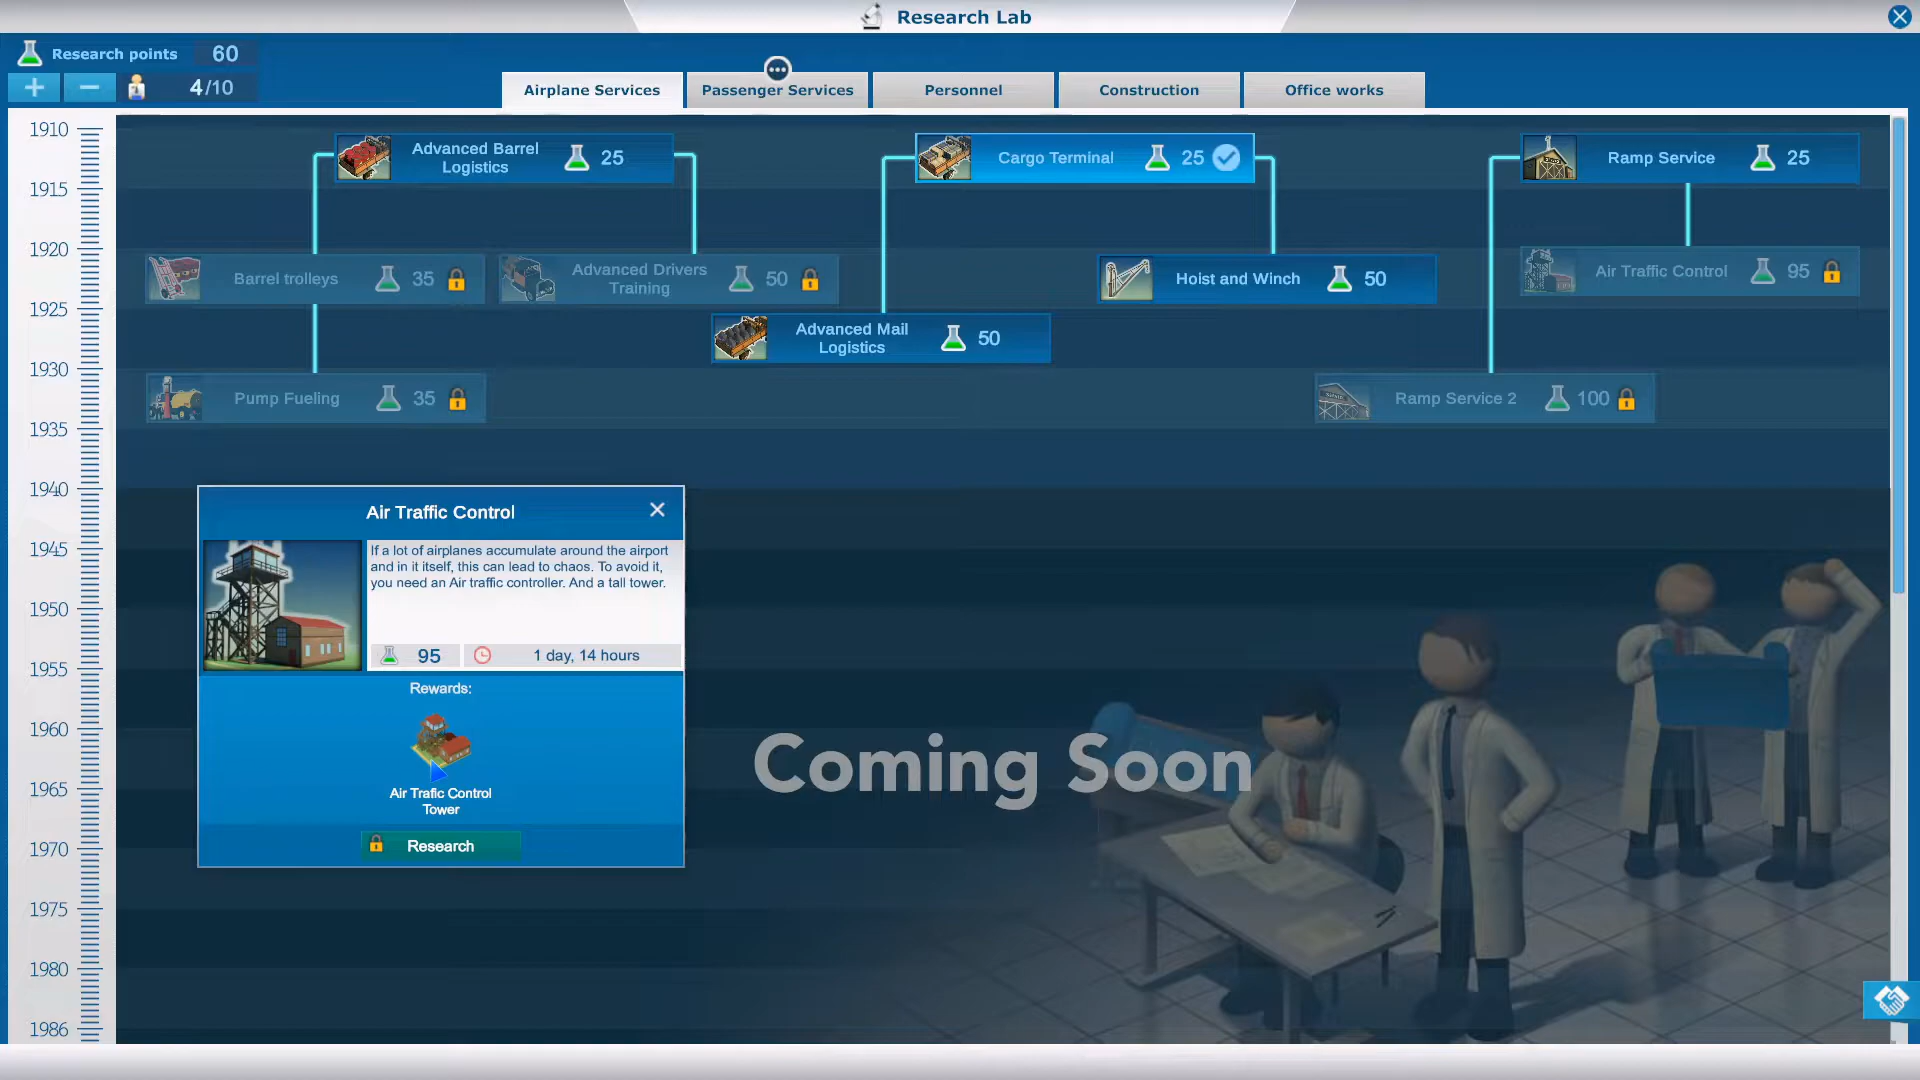 Research Lab
Research points 60
4/10
Airplane Services
Passenger Services
Personnel
Construction
Office works
1910
1915
1920
1925
1930
1935
1940
1945
1950
1955
1960
1965
1970
1975
1980
1986
Advanced Barrel
Logistics
25
Cargo Terminal 25
Ramp Service 25
Barrel trolleys 35
Advanced Drivers
Training
50
Hoist and Winch 50
Air Traffic Control 95
Advanced Mail
Logistics
50
Pump Fueling 35
Ramp Service 2 100
Air Traffic Control
If a lot of airplanes accumulate around the airport
and in it itself, this can lead to chaos. To avoid it,
you need an Air traffic controller. And a tall tower.
95 1 day, 14 hours
Rewards:
Air Trafic Control
Tower
Research
Coming Soon